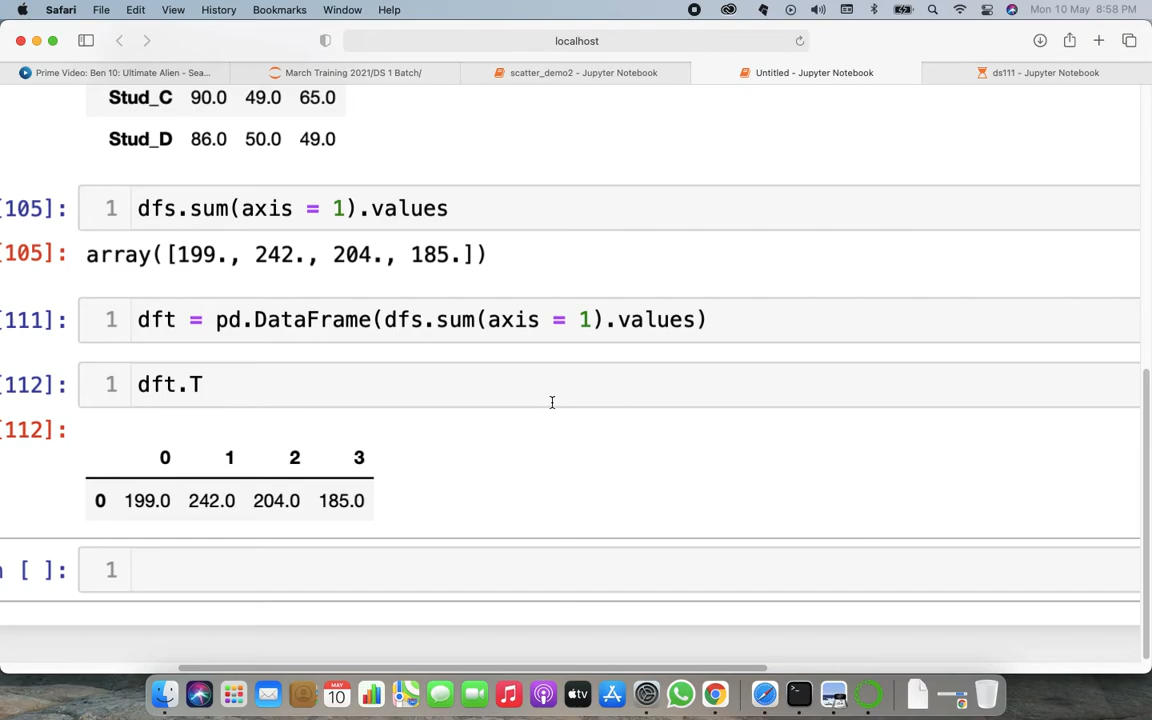 Safari File Edit View History Bookmarks Window Help Mon 10 May 8:58 PM
localhost
Prime Video: Ben 10: Ultimate Alien - Sea... March Training 2021/DS 1 Batch/ scatter_demo2 - Jupyter Notebook Untitled - Jupyter Notebook ds111 - Jupyter Notebook
Stud_C 90.0 49.0 65.0
Stud_D 86.0 50.0 49.0
[105]: 1 dfs.sum(axis = 1).values
[105]: array([199., 242., 204., 185.])
[111]: 1 dft = pd.DataFrame(dfs.sum(axis = 1).values)
[112]: 1 dft.T
[112]:
0 1 2 3
0 199.0 242.0 204.0 185.0
n [ ]: 1
MAY
10
tv